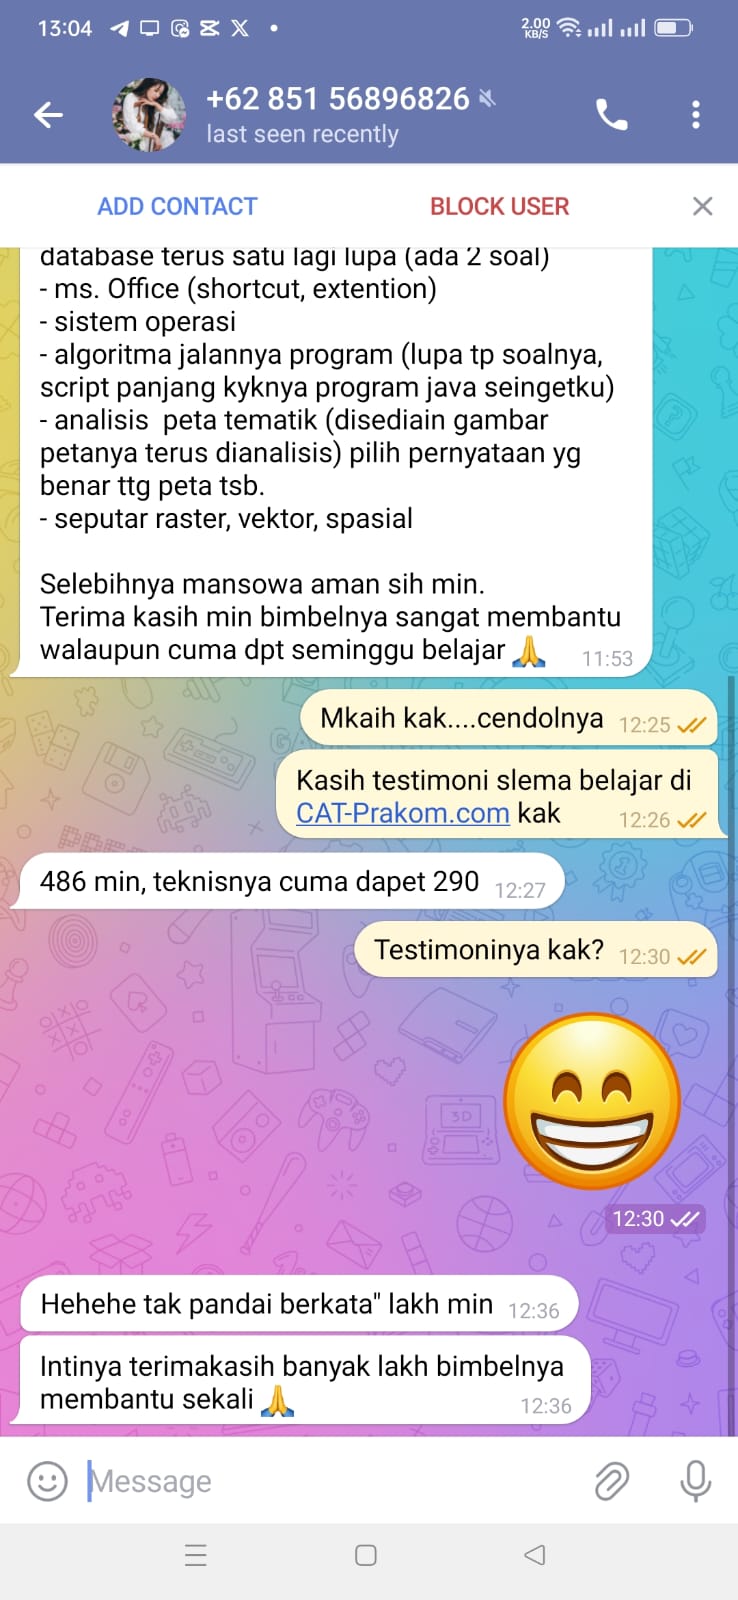 13:04
2.00
KB/S
+62 851 56896826
last seen recently
ADD CONTACT
BLOCK USER
database terus satu lagi lupa (ada 2 soal)
- ms. Office (shortcut, extention)
- sistem operasi
- algoritma jalannya program (lupa tp soalnya,
script panjang kyknya program java seingetku)
- analisis  peta tematik (disediain gambar
petanya terus dianalisis) pilih pernyataan yg
benar ttg peta tsb.
- seputar raster, vektor, spasial
Selebihnya mansowa aman sih min.
Terima kasih min bimbelnya sangat membantu
walaupun cuma dpt seminggu belajar 🙏 11:53
Mkaih kak....cendolnya 12:25
Kasih testimoni slema belajar di
CAT-Prakom.com kak 12:26
486 min, teknisnya cuma dapet 290 12:27
Testimoninya kak? 12:30
12:30
Hehehe tak pandai berkata" lakh min 12:36
Intinya terimakasih banyak lakh bimbelnya
membantu sekali 🙏 12:36
Message